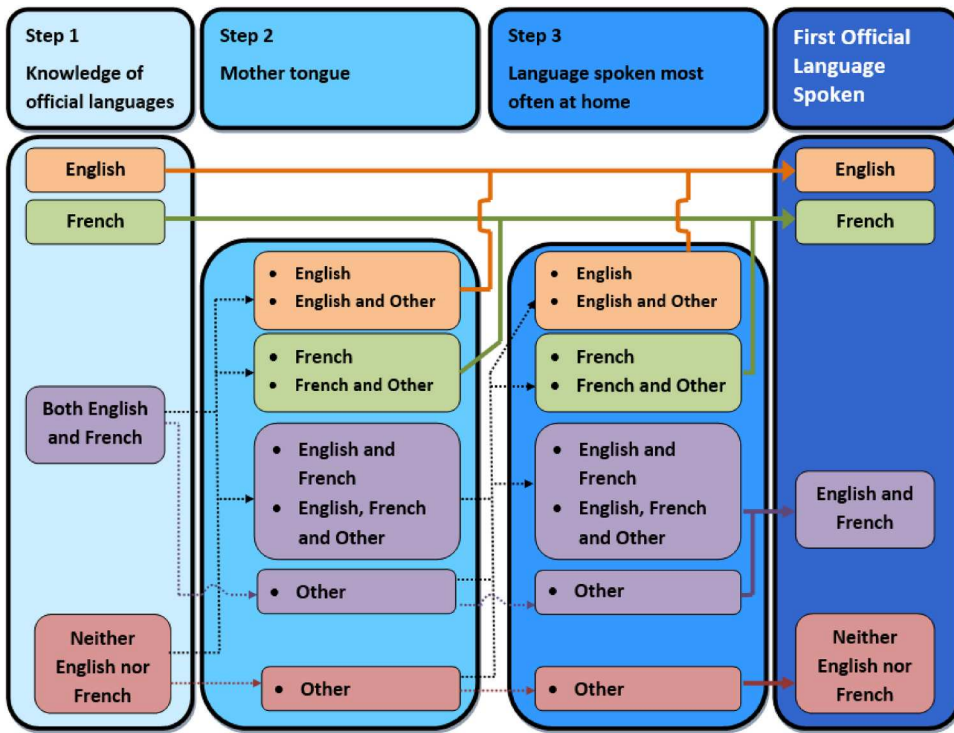 Step 1
Knowledge of
official languages
Step 2
Mother tongue
Step 3
Language spoken most
often at home
First Official
Language
Spoken
English
French
Both English
and French
Neither
English nor
French
• English
• English and Other
• French
• French and Other
• English and
French
• English, French
and Other
• Other
• Other
• English
• English and Other
• French
• French and Other
• English and
French
• English, French
and Other
• Other
• Other
English
French
English and
French
Neither
English nor
French